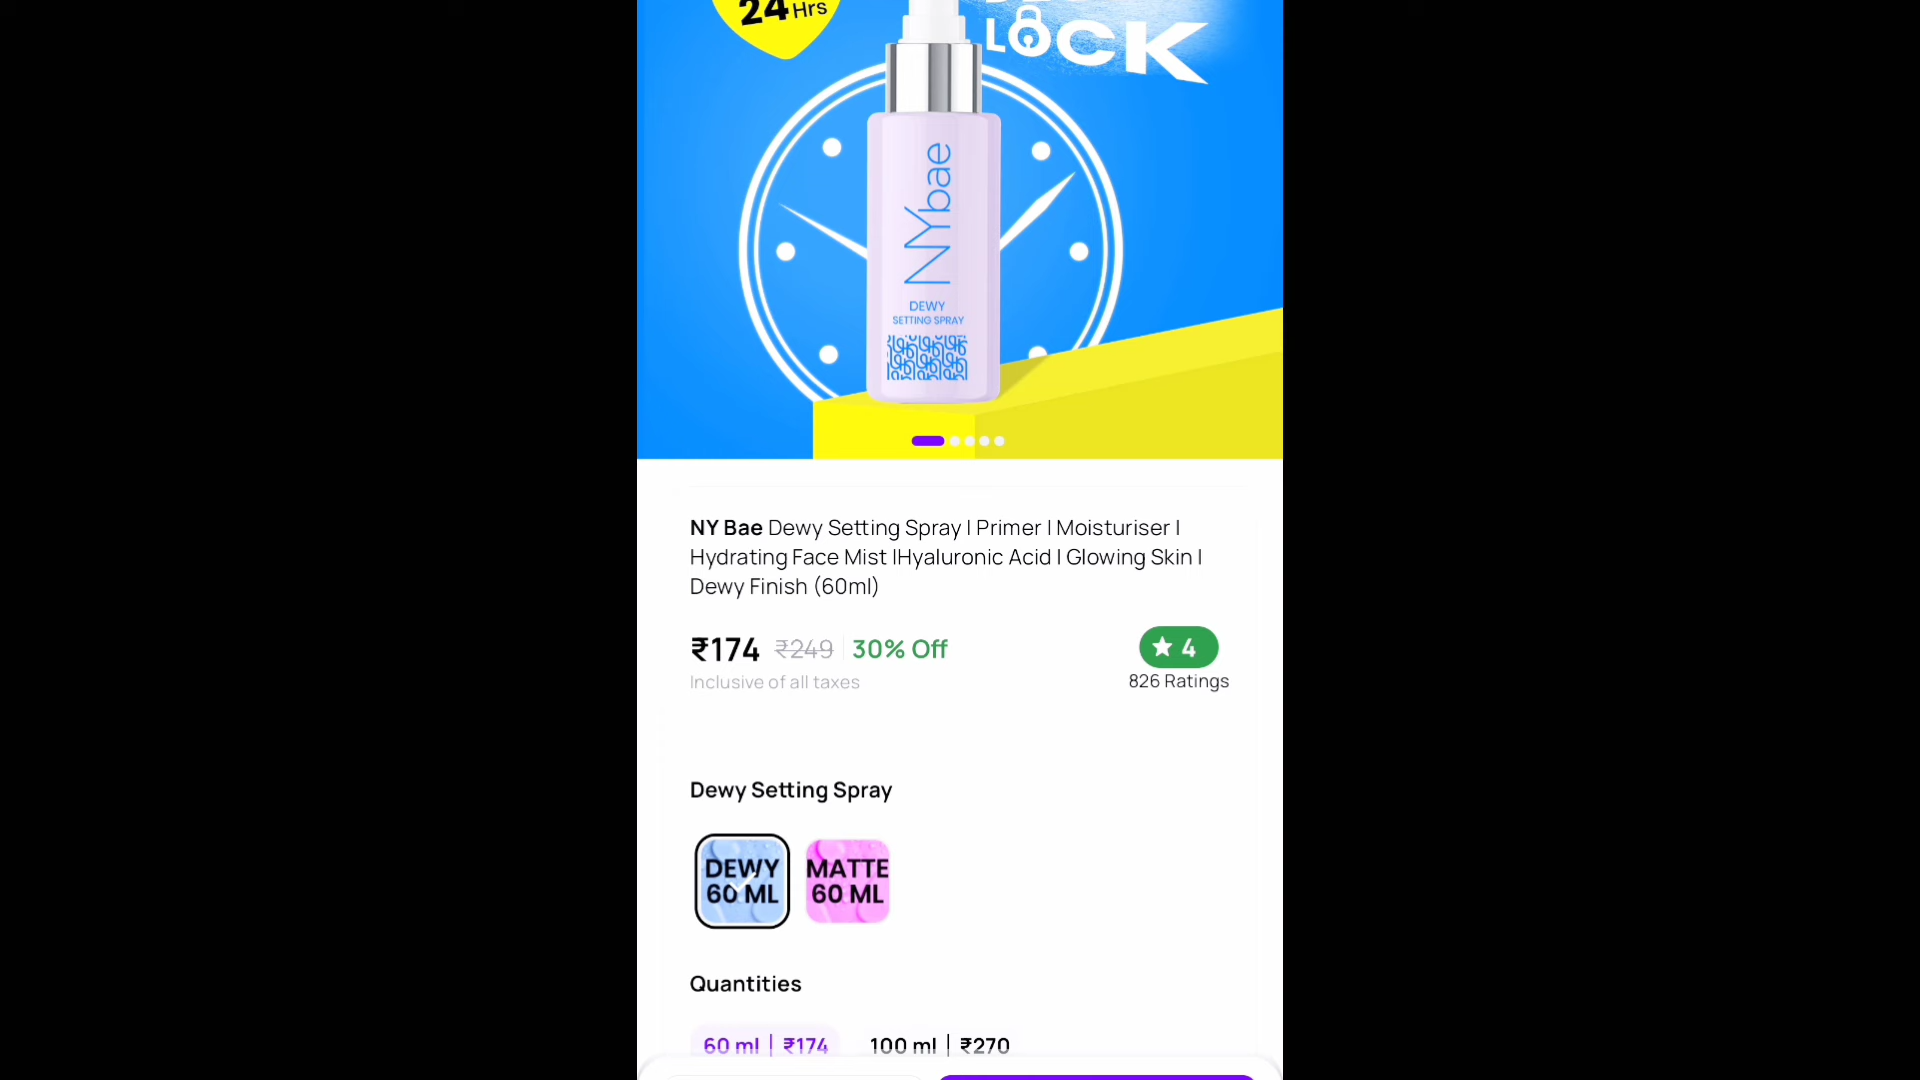 24 Hrs
LOCK
NYbae
DEWY
SETTING SPRAY
NY Bae Dewy Setting Spray | Primer | Moisturiser |
Hydrating Face Mist |Hyaluronic Acid | Glowing Skin |
Dewy Finish (60ml)
₹174 ₹249 30% Off
★ 4
Inclusive of all taxes
826 Ratings
Dewy Setting Spray
DEWY
60 ML
MATTE
60 ML
Quantities
60 ml | ₹174
100 ml | ₹270